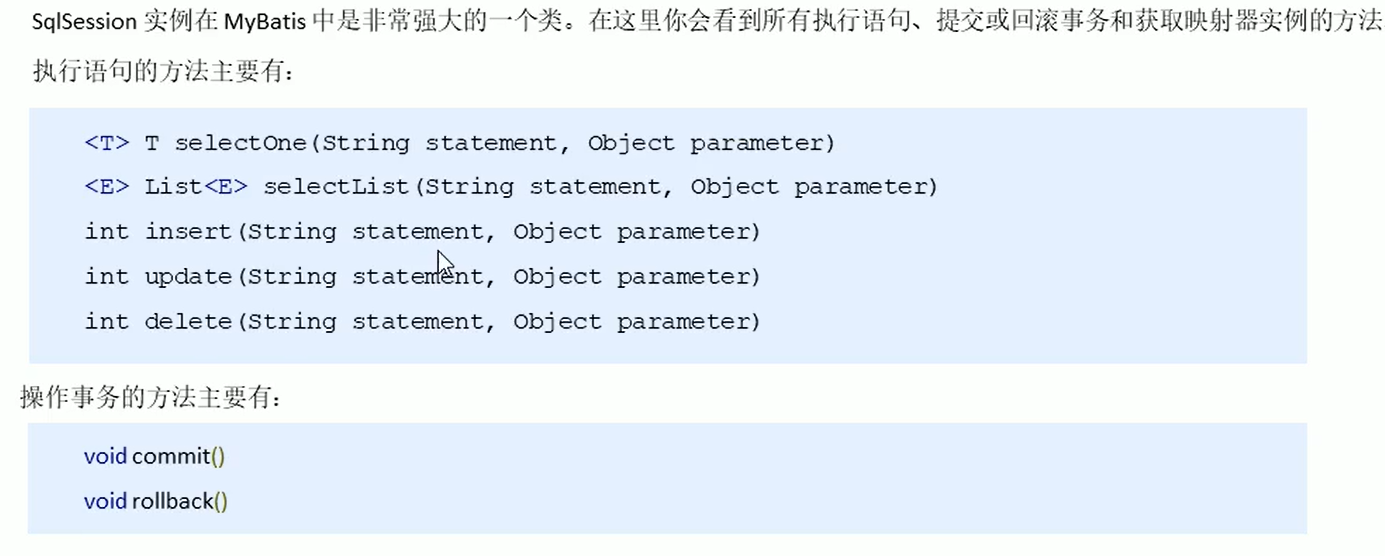 SqlSession 实例在 MyBatis 中是非常强大的一个类。在这里你会看到所有执行语句、提交或回滚事务和获取映射器实例的方法
执行语句的方法主要有：
<T> T selectOne(String statement, Object parameter)
<E> List<E> selectList(String statement, Object parameter)
int insert(String statement, Object parameter)
int update(String statement, Object parameter)
int delete(String statement, Object parameter)
操作事务的方法主要有：
void commit()
void rollback()